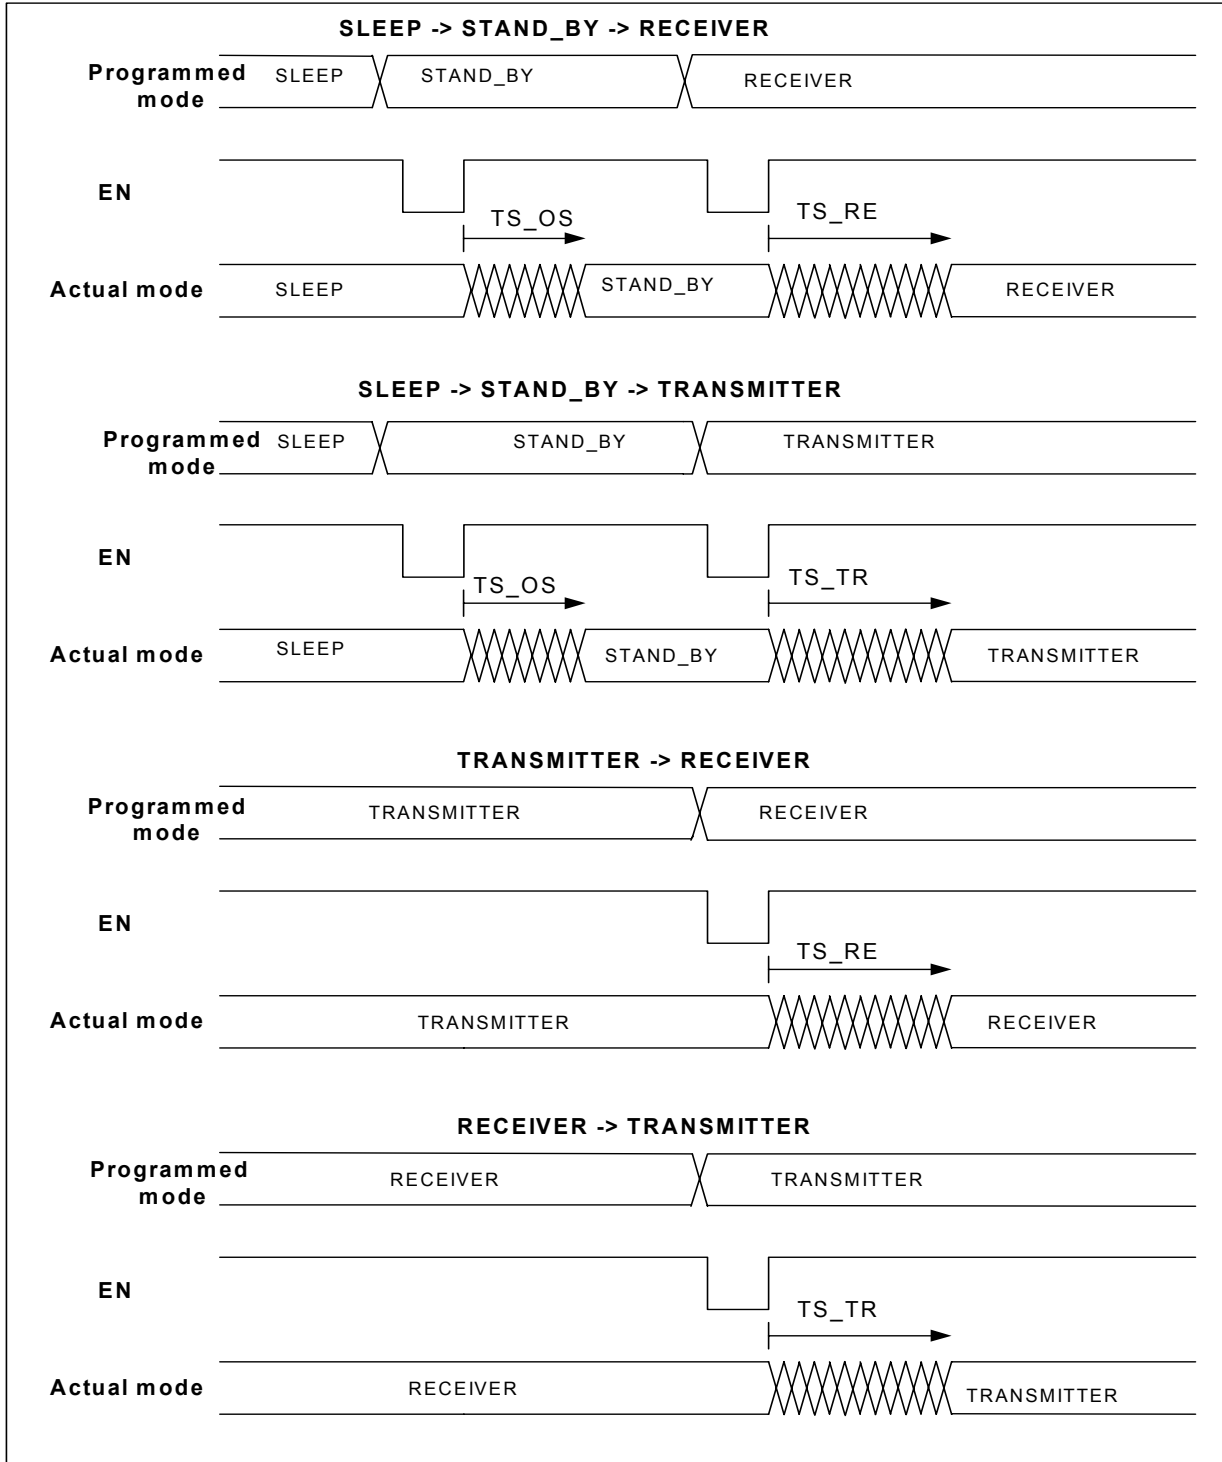 SLEEP -> STAND_BY -> RECEIVER
Programmed mode
SLEEP
STAND_BY
RECEIVER
EN
TS_OS
TS_RE
Actual mode
SLEEP
STAND_BY
RECEIVER
SLEEP -> STAND_BY -> TRANSMITTER
Programmed mode
SLEEP
STAND_BY
TRANSMITTER
EN
TS_OS
TS_TR
Actual mode
SLEEP
STAND_BY
TRANSMITTER
TRANSMITTER -> RECEIVER
Programmed mode
TRANSMITTER
RECEIVER
EN
TS_RE
Actual mode
TRANSMITTER
RECEIVER
RECEIVER -> TRANSMITTER
Programmed mode
RECEIVER
TRANSMITTER
EN
TS_TR
Actual mode
RECEIVER
TRANSMITTER